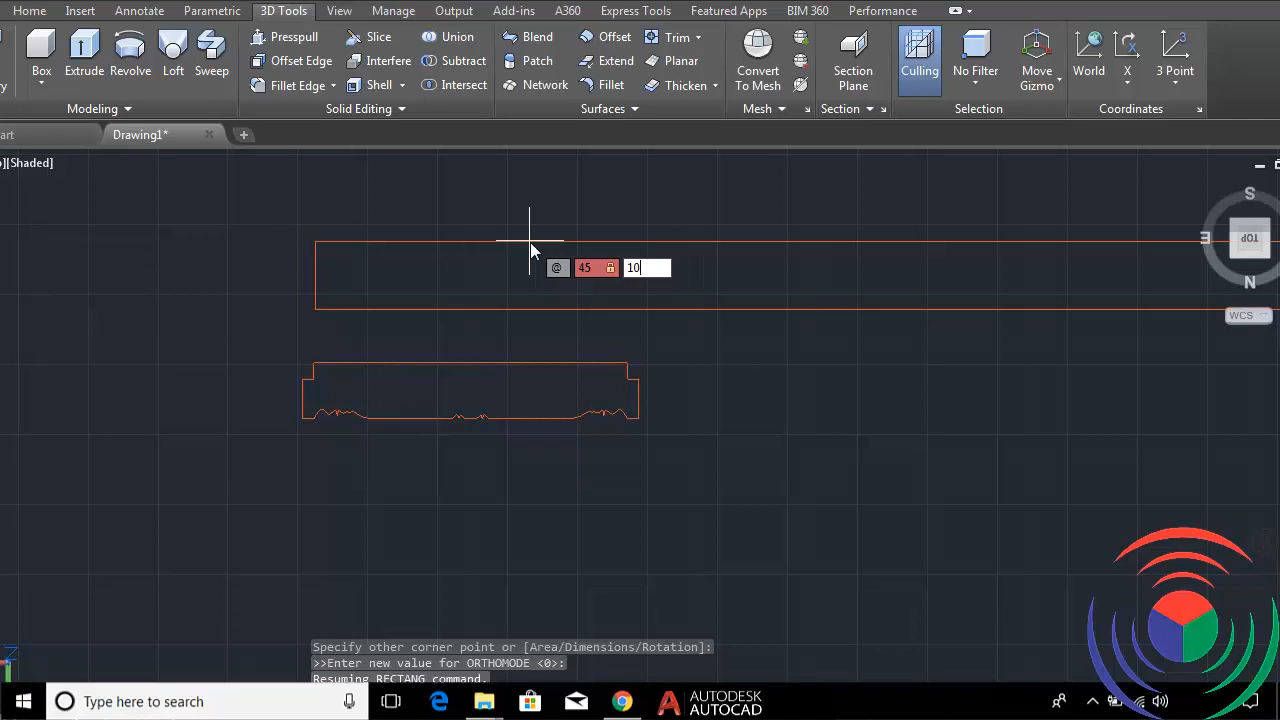 Home Insert Annotate Parametric 3D Tools View Manage Output Add-ins A360 Express Tools Featured Apps BIM 360 Performance
Presspull Slice Union Blend Offset Trim
Offset Edge Interfere Subtract Patch Extend Planar
Box Extrude Revolve Loft Sweep
Fillet Edge Shell Intersect Network Fillet Thicken
Convert To Mesh
Section Plane
Culling No Filter
Move Gizmo
World X 3 Point
Modeling Solid Editing Surfaces Mesh Section Selection Coordinates
art Drawing1*
][Shaded]
S
TOP
E
N
WCS
@ 45 10
Specify other corner point or [Area/Dimensions/Rotation]:
>>Enter new value for ORTHOMODE <0>:
Resuming RECTANG command.
Z
Type here to search
AUTODESK
AUTOCAD